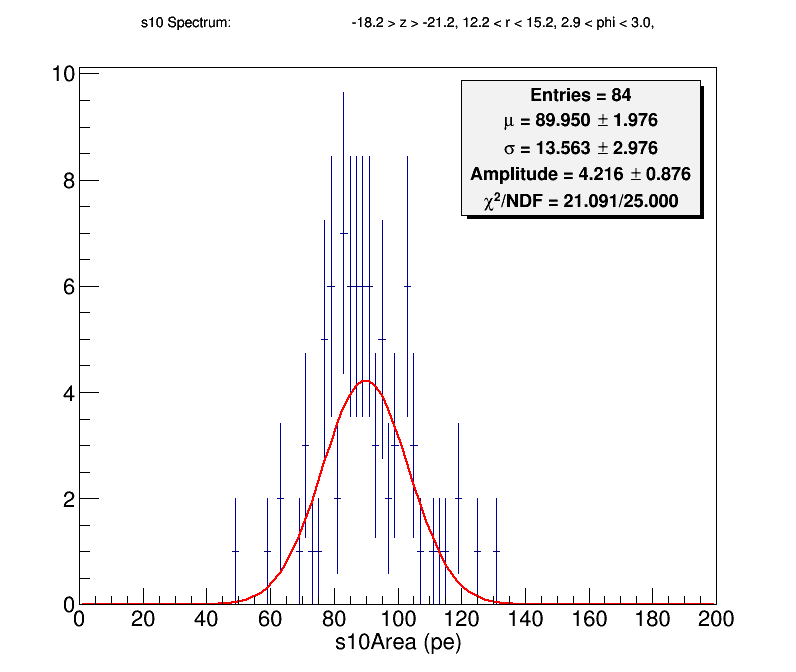 s10 Spectrum: -18.2 > z > -21.2, 12.2 < r < 15.2, 2.9 < phi < 3.0,
Entries = 84
μ = 89.950 ± 1.976
σ = 13.563 ± 2.976
Amplitude = 4.216 ± 0.876
χ²/NDF = 21.091/25.000
10
8
6
4
2
0
0 20 40 60 80 100 120 140 160 180 200
s10Area (pe)